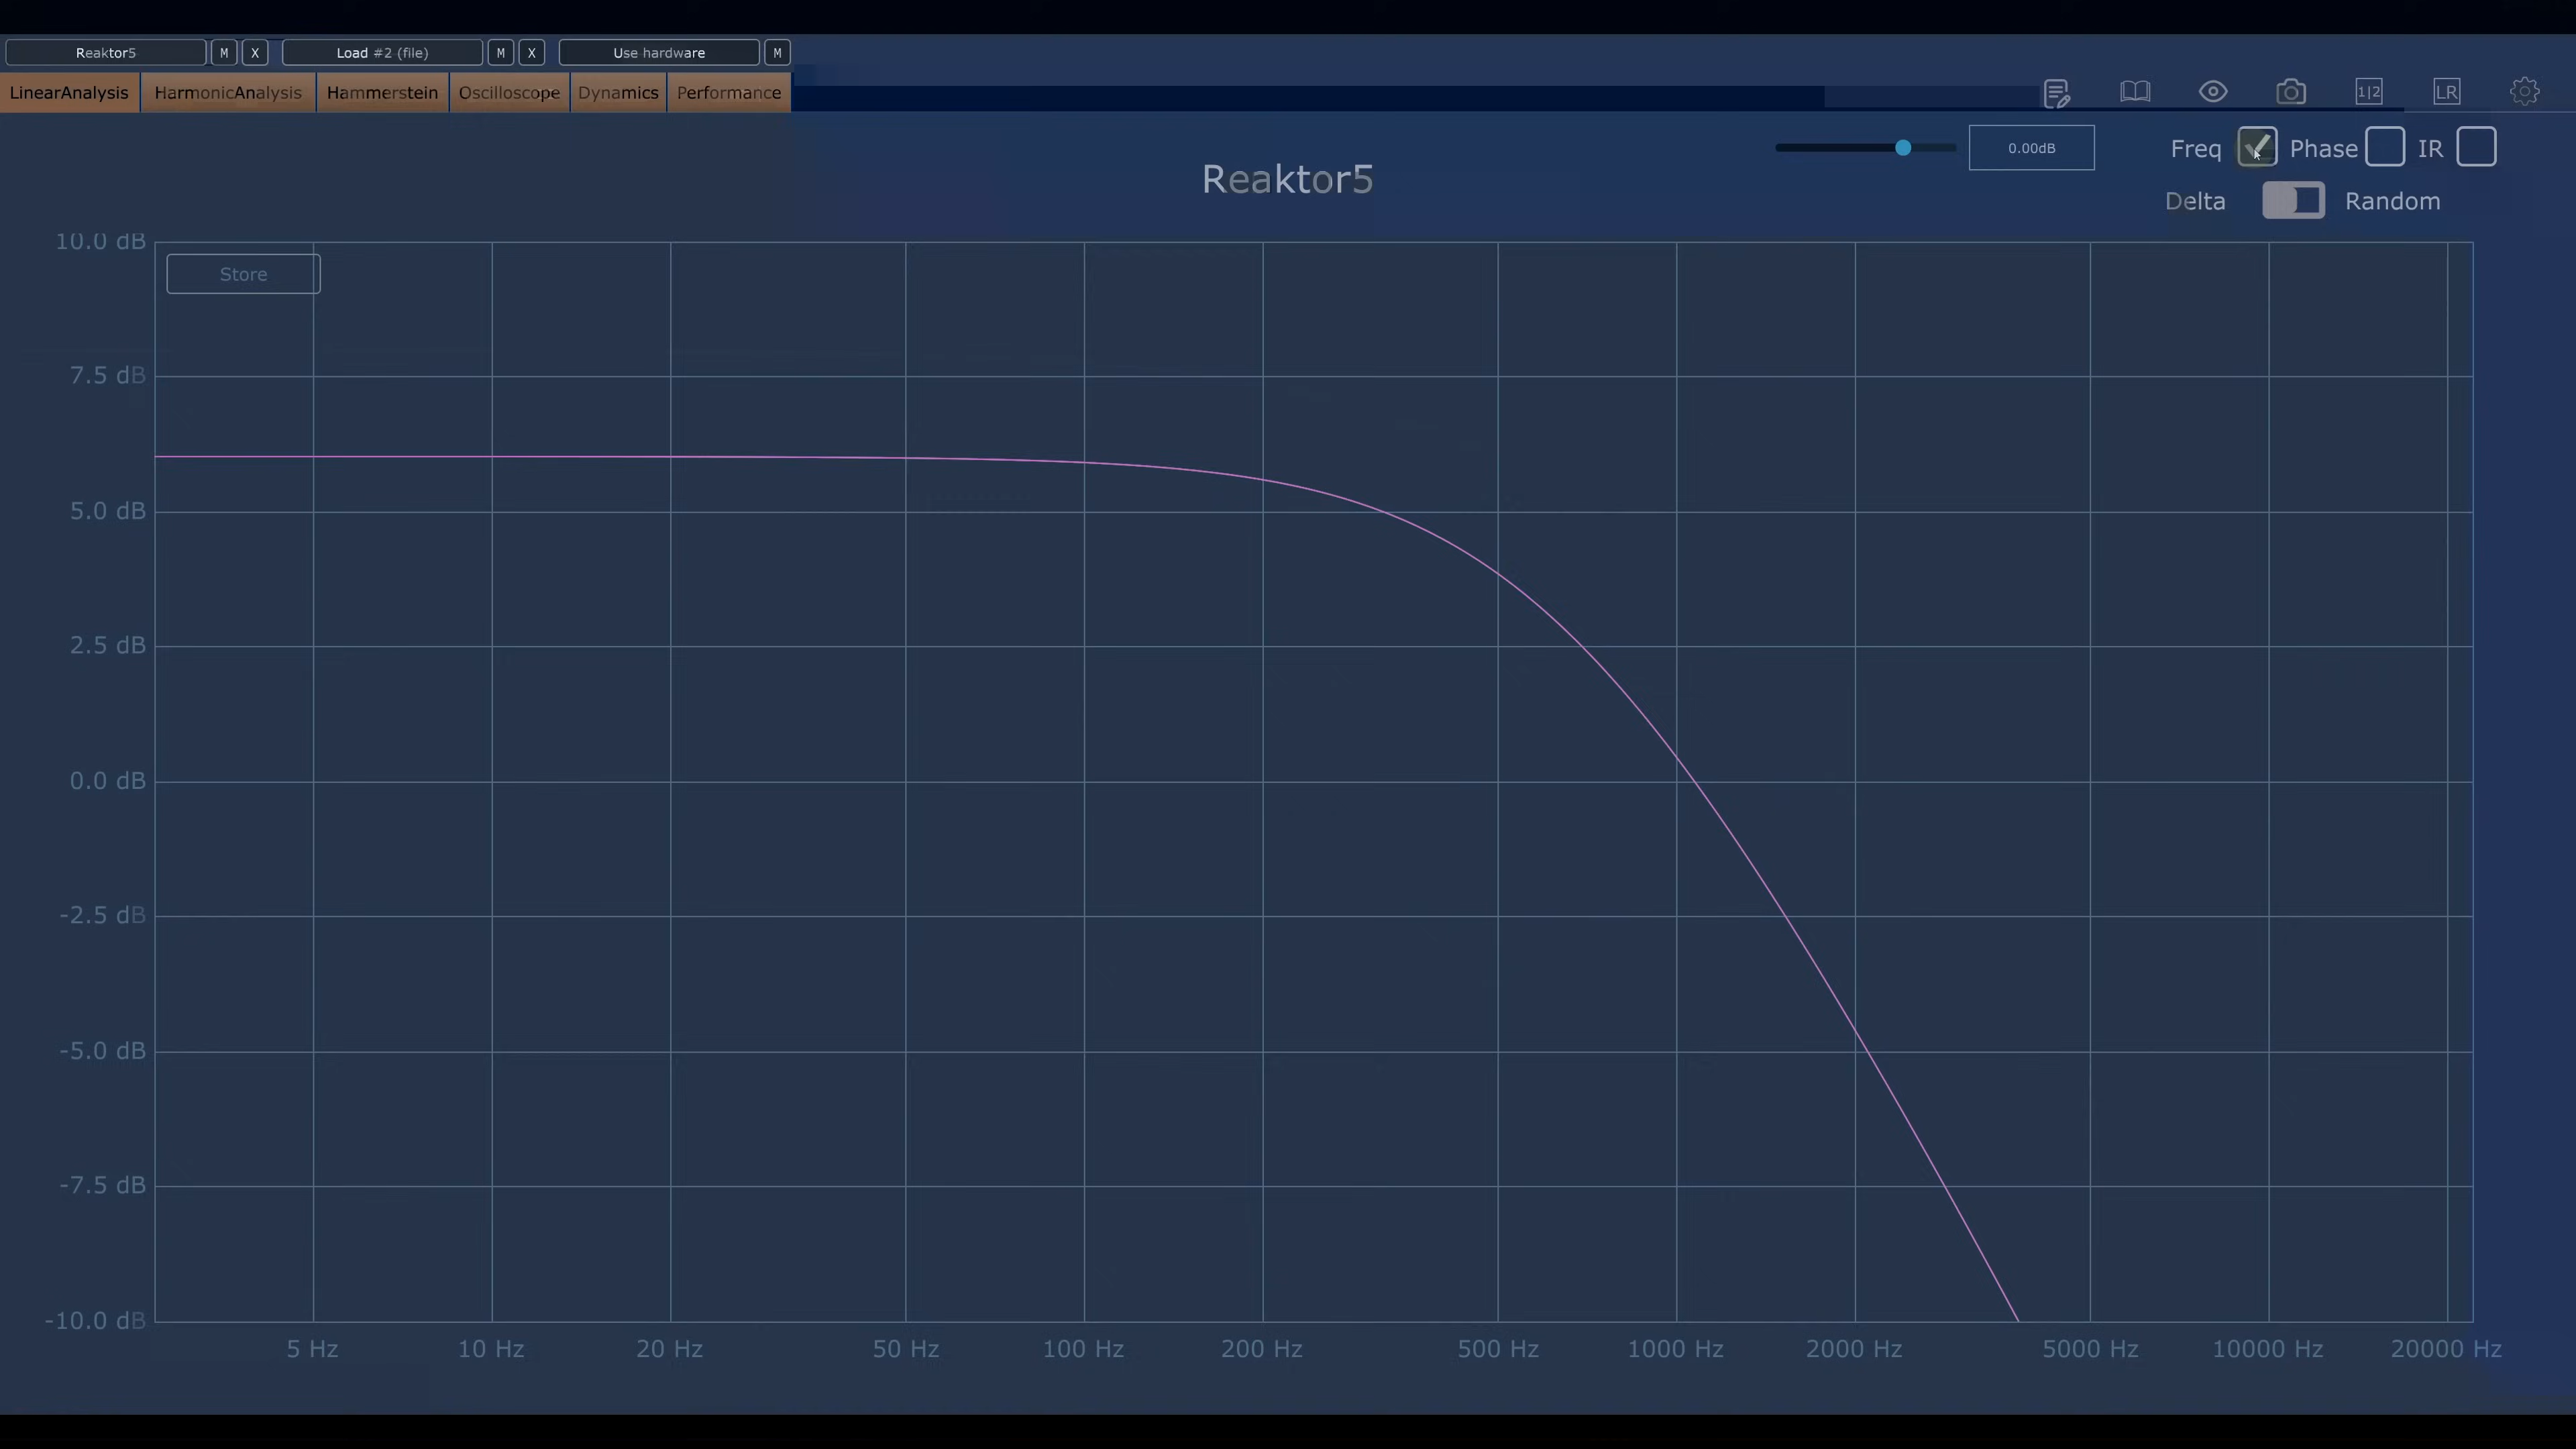 Reaktor5 M X Load #2 (file) M X Use hardware M
LinearAnalysis HarmonicAnalysis Hammerstein Oscilloscope Dynamics Performance 1|2 LR
Reaktor5 0.00dB Freq Phase IR
Delta Random
10.0 dB
Store
7.5 dB
5.0 dB
2.5 dB
0.0 dB
-2.5 dB
-5.0 dB
-7.5 dB
-10.0 dB
5 Hz 10 Hz 20 Hz 50 Hz 100 Hz 200 Hz 500 Hz 1000 Hz 2000 Hz 5000 Hz 10000 Hz 20000 Hz